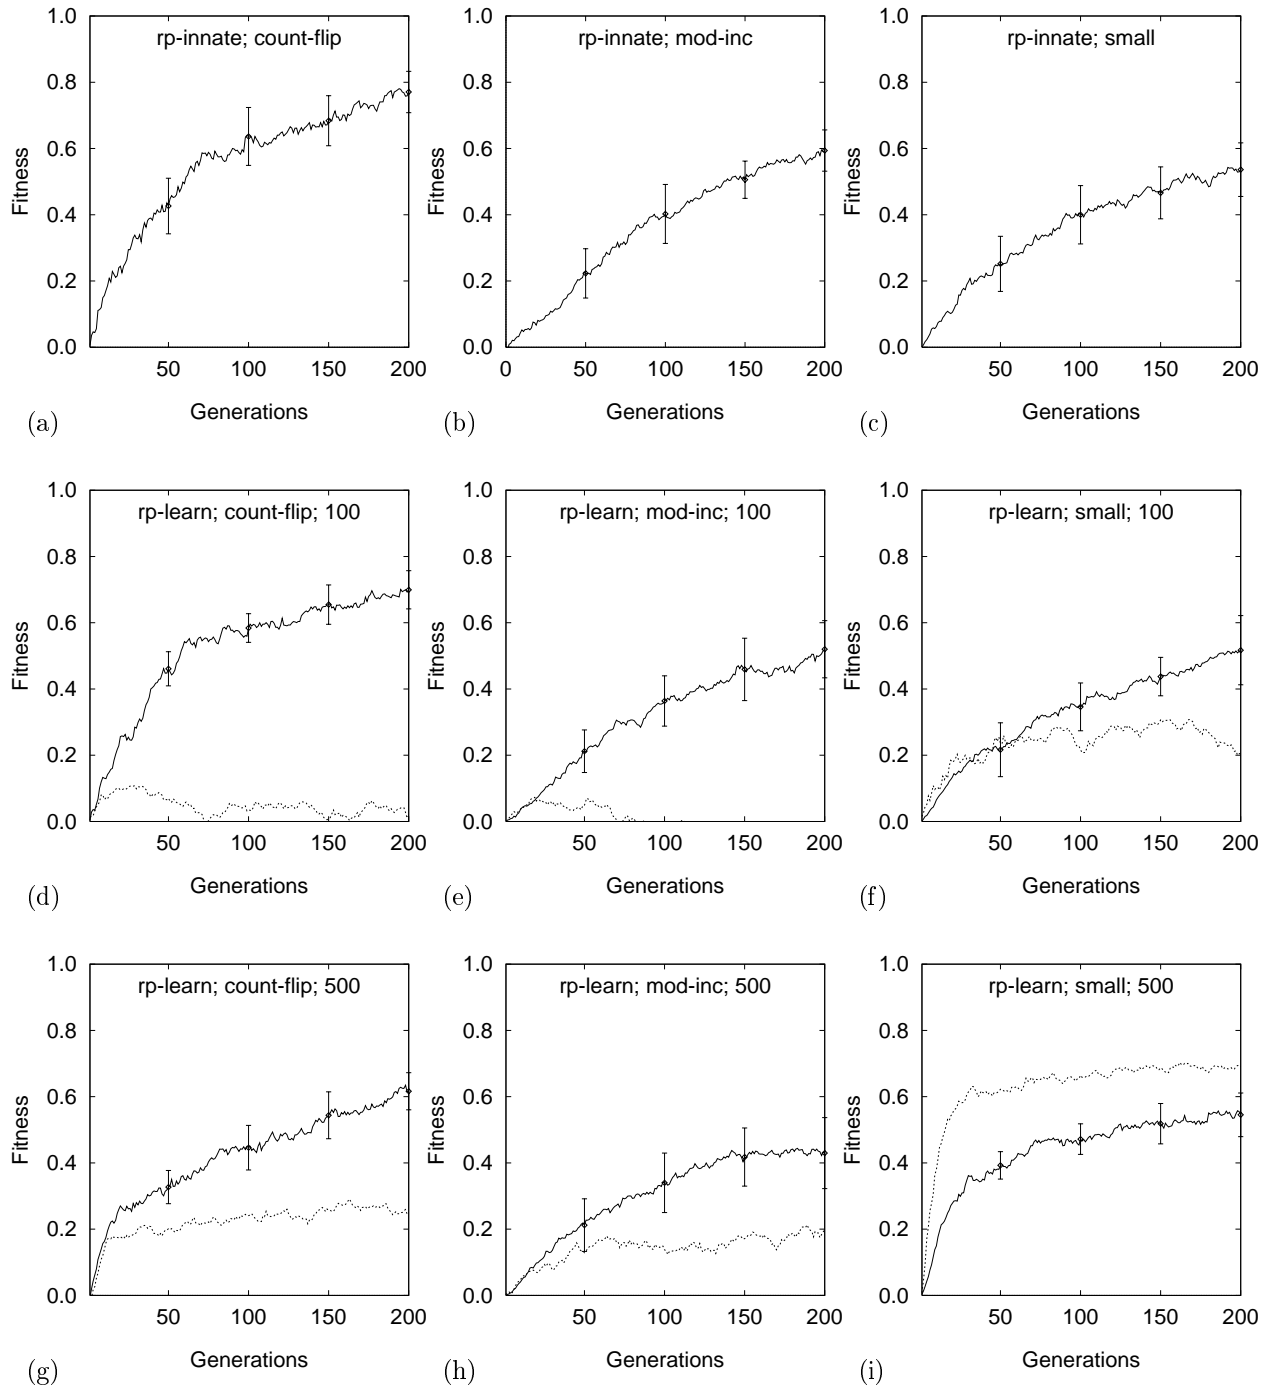 rp-innate; count-flip
1.0
0.8
0.6
0.4
0.2
0.0
Fitness
50 100 150 200
Generations
(a)
rp-innate; mod-inc
1.0
0.8
0.6
0.4
0.2
0.0
Fitness
0 50 100 150 200
Generations
(b)
rp-innate; small
1.0
0.8
0.6
0.4
0.2
0.0
Fitness
50 100 150 200
Generations
(c)
rp-learn; count-flip; 100
1.0
0.8
0.6
0.4
0.2
0.0
Fitness
50 100 150 200
Generations
(d)
rp-learn; mod-inc; 100
1.0
0.8
0.6
0.4
0.2
0.0
Fitness
50 100 150 200
Generations
(e)
rp-learn; small; 100
1.0
0.8
0.6
0.4
0.2
0.0
Fitness
50 100 150 200
Generations
(f)
rp-learn; count-flip; 500
1.0
0.8
0.6
0.4
0.2
0.0
Fitness
50 100 150 200
Generations
(g)
rp-learn; mod-inc; 500
1.0
0.8
0.6
0.4
0.2
0.0
Fitness
50 100 150 200
Generations
(h)
rp-learn; small; 500
1.0
0.8
0.6
0.4
0.2
0.0
Fitness
50 100 150 200
Generations
(i)